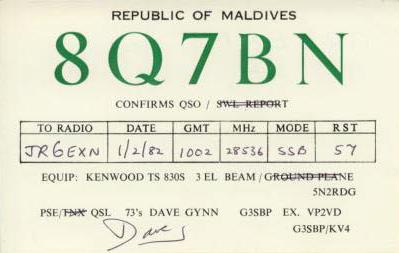 REPUBLIC OF MALDIVES
8Q7BN
CONFIRMS QSO / SWL REPORT
TO RADIO DATE GMT MHz MODE RST
JR6EXN 1/2/82 1002 28536 SSB 57
EQUIP: KENWOOD TS 830S 3 EL BEAM / GROUND PLANE
5N2RDG
PSE/TNX QSL 73's DAVE GYNN G3SBP EX. VP2VD
G3SBP/KV4
Dave